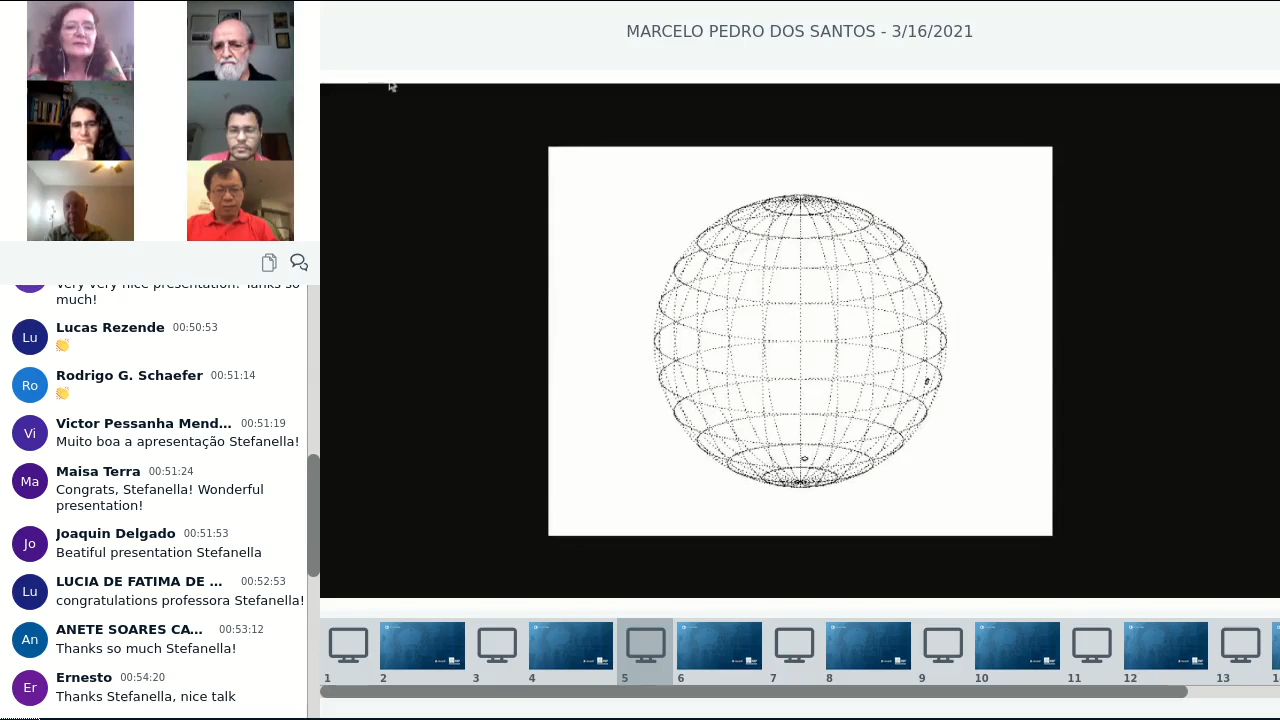 MARCELO PEDRO DOS SANTOS - 3/16/2021
Very very nice presentation! Tanks so
much!
Lu
Lucas Rezende 00:50:53
👏
Ro
Rodrigo G. Schaefer 00:51:14
👏
Vi
Victor Pessanha Mend... 00:51:19
Muito boa a apresentação Stefanella!
Ma
Maisa Terra 00:51:24
Congrats, Stefanella! Wonderful
presentation!
Jo
Joaquin Delgado 00:51:53
Beatiful presentation Stefanella
Lu
LUCIA DE FATIMA DE ... 00:52:53
congratulations professora Stefanella!
An
ANETE SOARES CA... 00:53:12
Thanks so much Stefanella!
Er
Ernesto 00:54:20
Thanks Stefanella, nice talk
1 2 3 4 5 6 7 8 9 10 11 12 13